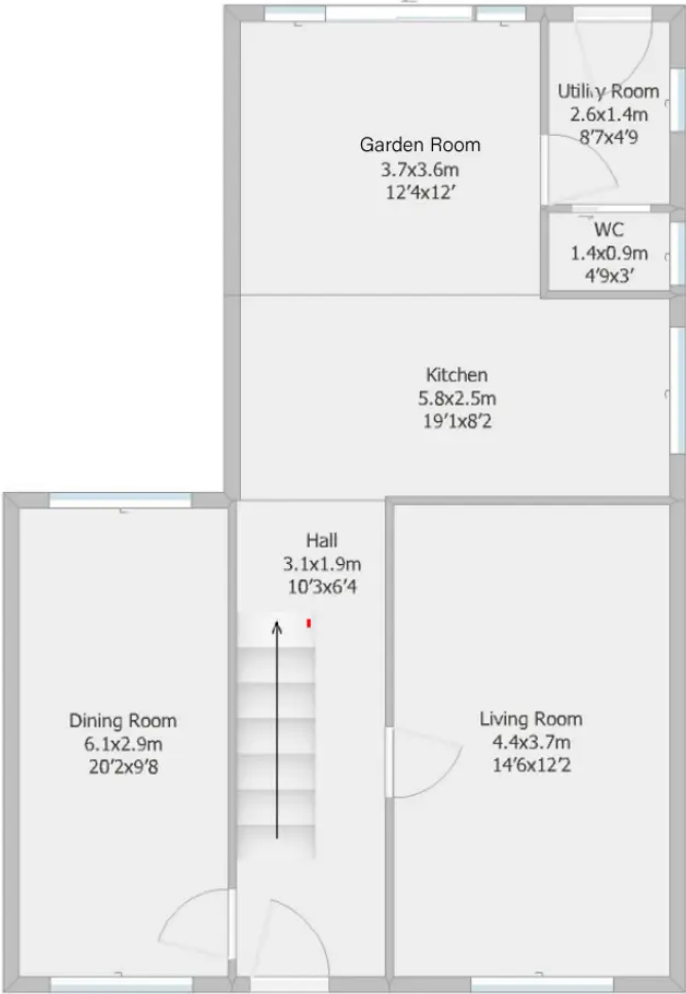 Utility Room
2.6x1.4m
8'7x4'9
Garden Room
3.7x3.6m
12'4x12'
WC
1.4x0.9m
4'9x3'
Kitchen
5.8x2.5m
19'1x8'2
Hall
3.1x1.9m
10'3x6'4
Dining Room
6.1x2.9m
20'2x9'8
Living Room
4.4x3.7m
14'6x12'2